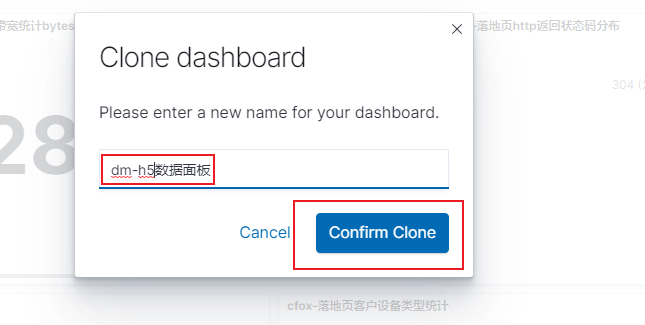 带宽统计bytes
-落地页http返回状态码分布
Clone dashboard
304 (2
Please enter a new name for your dashboard.
28
dm-h5数据面板
Cancel
Confirm Clone
cfox-落地页客户设备类型统计